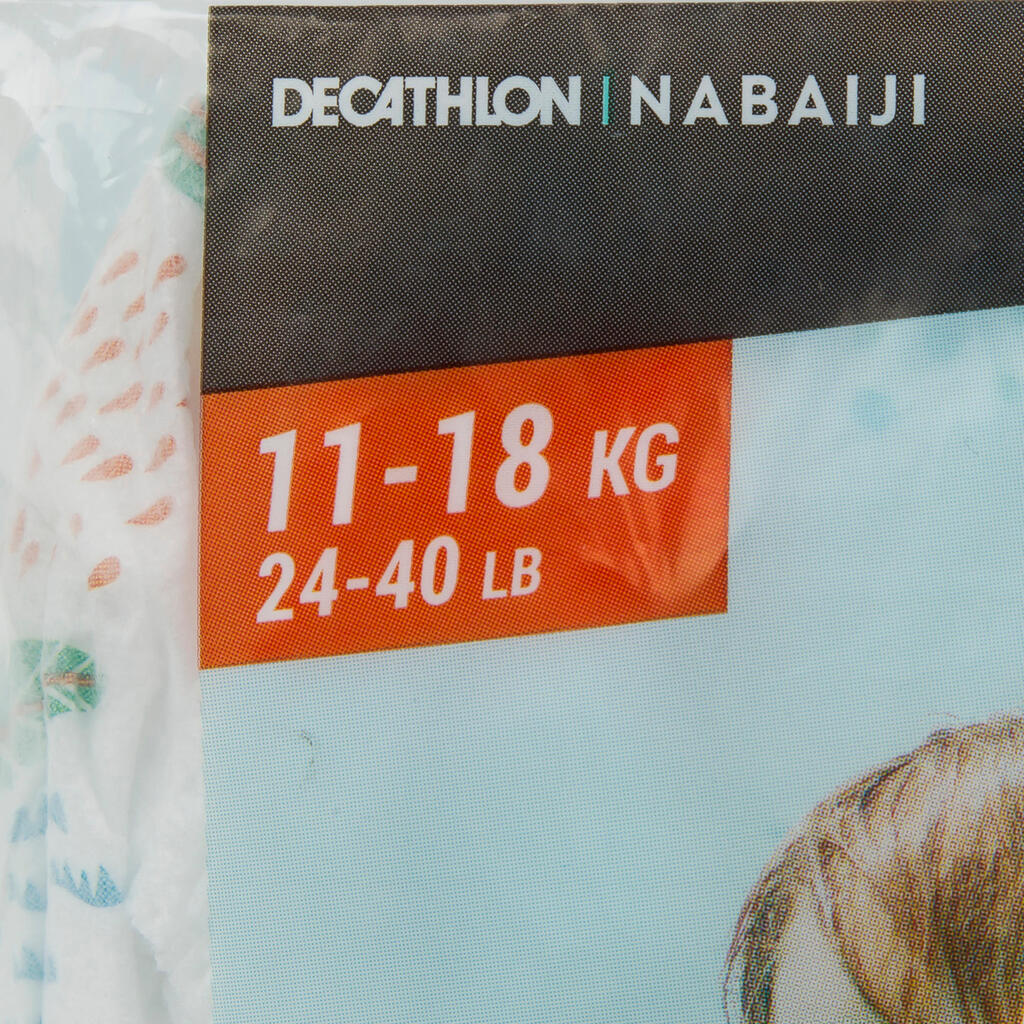 DECATHLON | NABAIJI
11-18 KG
24-40 LB